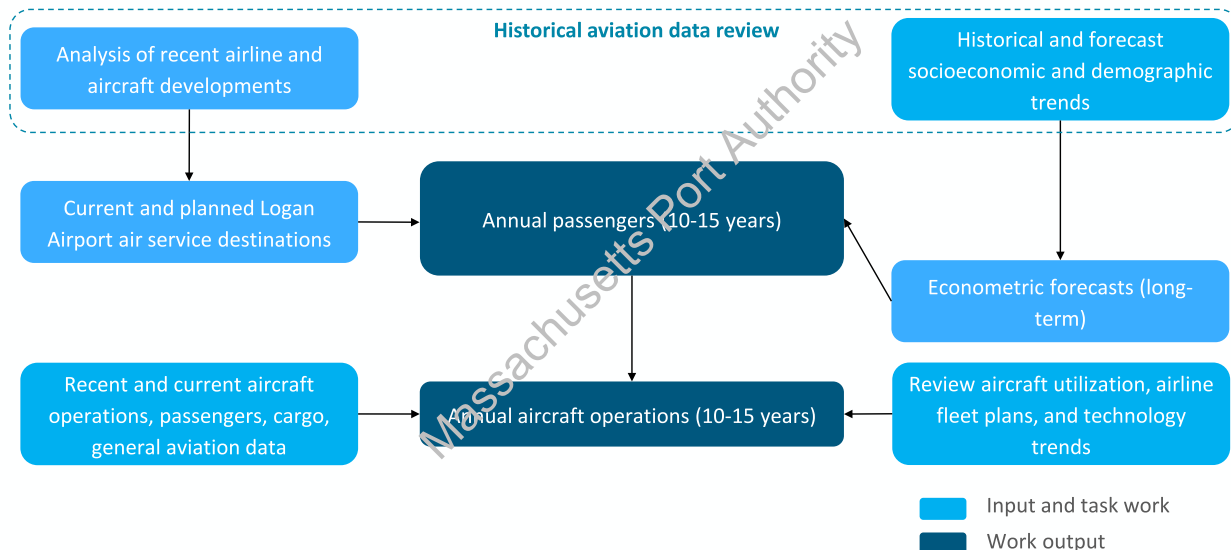 Historical aviation data review
Analysis of recent airline and
aircraft developments
Historical and forecast
socioeconomic and demographic
trends
Current and planned Logan
Airport air service destinations
Annual passengers (10-15 years)
Econometric forecasts (long-
term)
Recent and current aircraft
operations, passengers, cargo,
general aviation data
Annual aircraft operations (10-15 years)
Review aircraft utilization, airline
fleet plans, and technology
trends
Input and task work
Work output
Massachusetts Port Authority